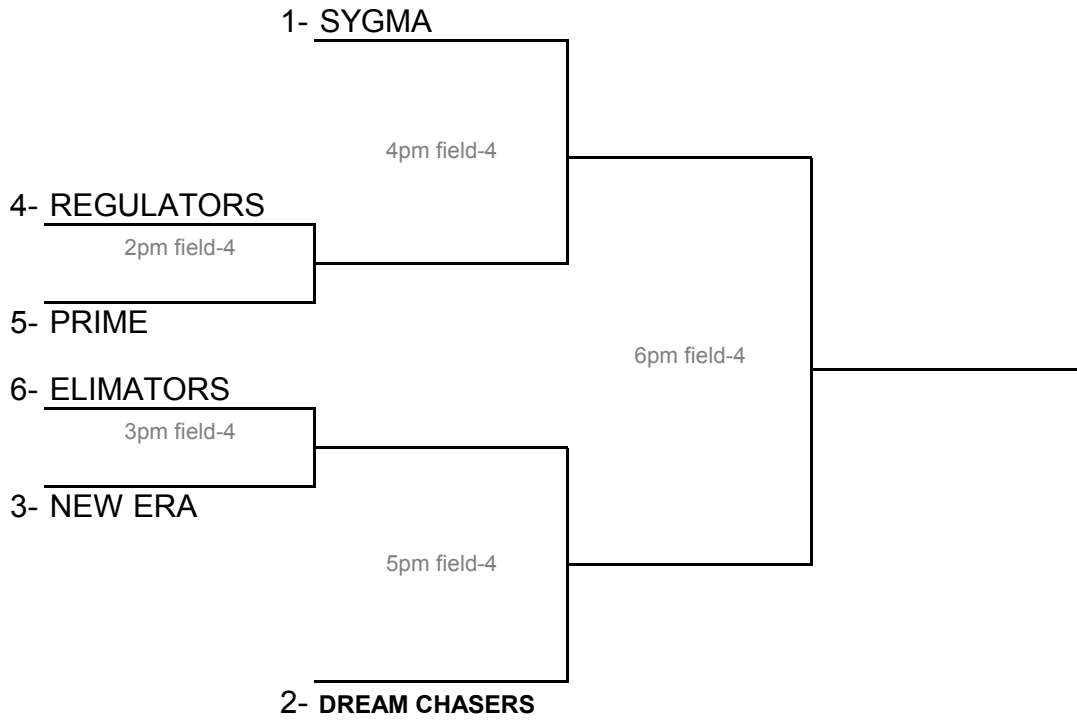 1- SYGMA
4pm field-4
4- REGULATORS
2pm field-4
5- PRIME
6pm field-4
6- ELIMATORS
3pm field-4
3- NEW ERA
5pm field-4
2- DREAM CHASERS